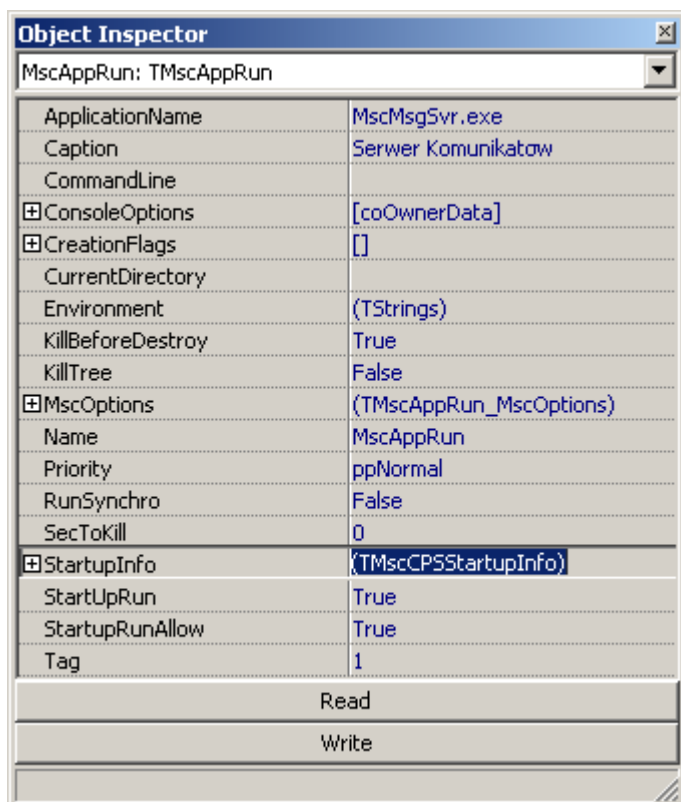 Object Inspector
MscAppRun: TMscAppRun
ApplicationName MscMsgSvr.exe
Caption Serwer Komunikatσw
CommandLine
ConsoleOptions [coOwnerData]
CreationFlags []
CurrentDirectory
Environment (TStrings)
KillBeforeDestroy True
KillTree False
MscOptions (TMscAppRun_MscOptions)
Name MscAppRun
Priority ppNormal
RunSynchro False
SecToKill 0
StartupInfo (TMscCPSStartupInfo)
StartUpRun True
StartupRunAllow True
Tag 1
Read
Write